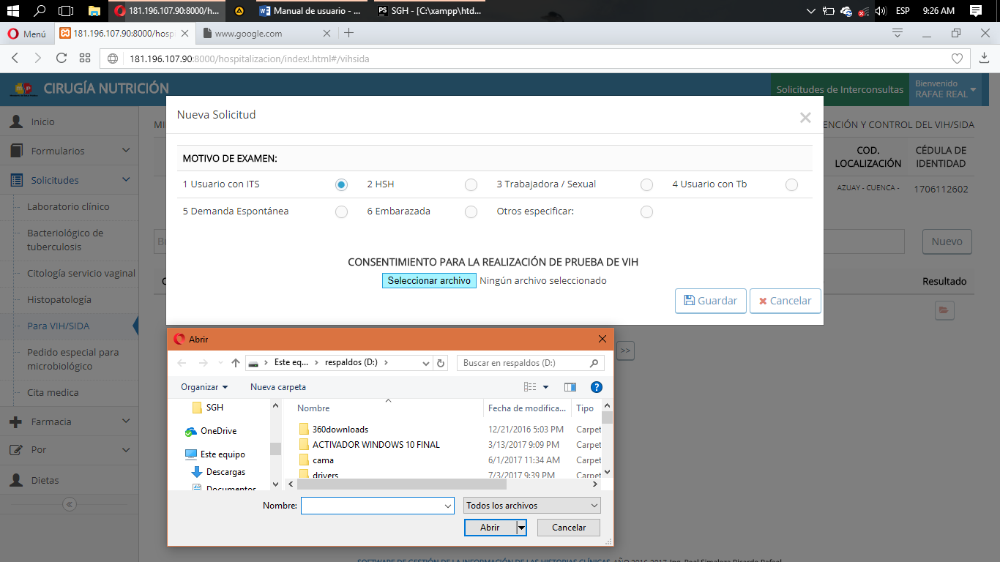 181.196.107.90:8000/h...
Manual de usuario - ...
SGH - [C:\xampp\htd...
ESP
9:26 AM
Menú
181.196.107.90:8000/hosp
www.google.com
181.196.107.90:8000/hospitalizacion/index!.html#/vihsida
CIRUGÍA NUTRICIÓN
Solicitudes de Interconsultas
Bienvenido
RAFAE REAL
Inicio
Formularios
Solicitudes
Laboratorio clínico
Bacteriológico de
tuberculosis
Citología servicio vaginal
Histopatología
Para VIH/SIDA
Pedido especial para
microbiológico
Cita medica
Farmacia
Por
Dietas
MI
ENCIÓN Y CONTROL DEL VIH/SIDA
COD.
LOCALIZACIÓN
CÉDULA DE
IDENTIDAD
AZUAY - CUENCA -
1706112602
Nuevo
Resultado
>>
Nueva Solicitud
MOTIVO DE EXAMEN:
1 Usuario con ITS
2 HSH
3 Trabajadora / Sexual
4 Usuario con Tb
5 Demanda Espontánea
6 Embarazada
Otros especificar:
CONSENTIMIENTO PARA LA REALIZACIÓN DE PRUEBA DE VIH
Seleccionar archivo Ningún archivo seleccionado
Guardar
Cancelar
Abrir
Este eq... > respaldos (D:) >
Buscar en respaldos (D:)
Organizar
Nueva carpeta
SGH
OneDrive
Este equipo
Descargas
Documentos
Nombre
Fecha de modifica...
Tipo
360downloads 12/21/2016 5:03 PM Carpet
ACTIVADOR WINDOWS 10 FINAL 3/13/2017 9:09 PM Carpet
cama 6/1/2017 11:34 AM Carpet
drivers 7/3/2017 9:39 PM Carpet
Nombre:
Todos los archivos
Abrir
Cancelar
SOFTWARE DE GESTIÓN DE LA INFORMACIÓN DE LAS HISTORIAS CLÍNICAS. AÑO 2016-2017.